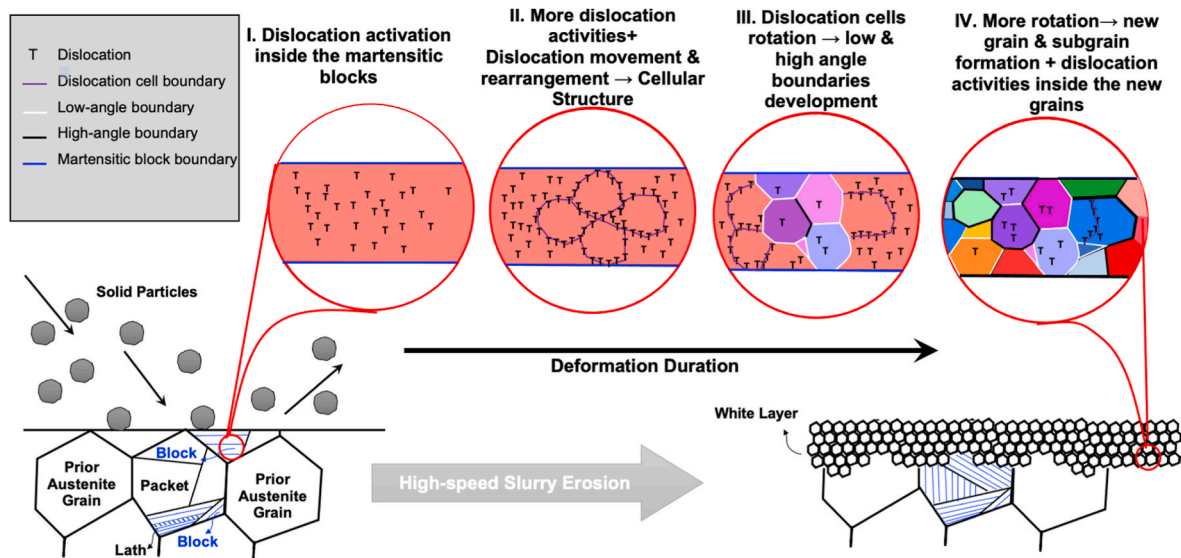 T Dislocation
Dislocation cell boundary
Low-angle boundary
High-angle boundary
Martensitic block boundary
I. Dislocation activation
inside the martensitic
blocks
II. More dislocation
activities+
Dislocation movement &
rearrangement → Cellular
Structure
III. Dislocation cells
rotation → low &
high angle
boundaries
development
IV. More rotation→ new
grain & subgrain
formation + dislocation
activities inside the new
grains
Solid Particles
Deformation Duration
White Layer
Block
Prior
Austenite
Grain
Packet
Prior
Austenite
Grain
Lath
Block
High-speed Slurry Erosion